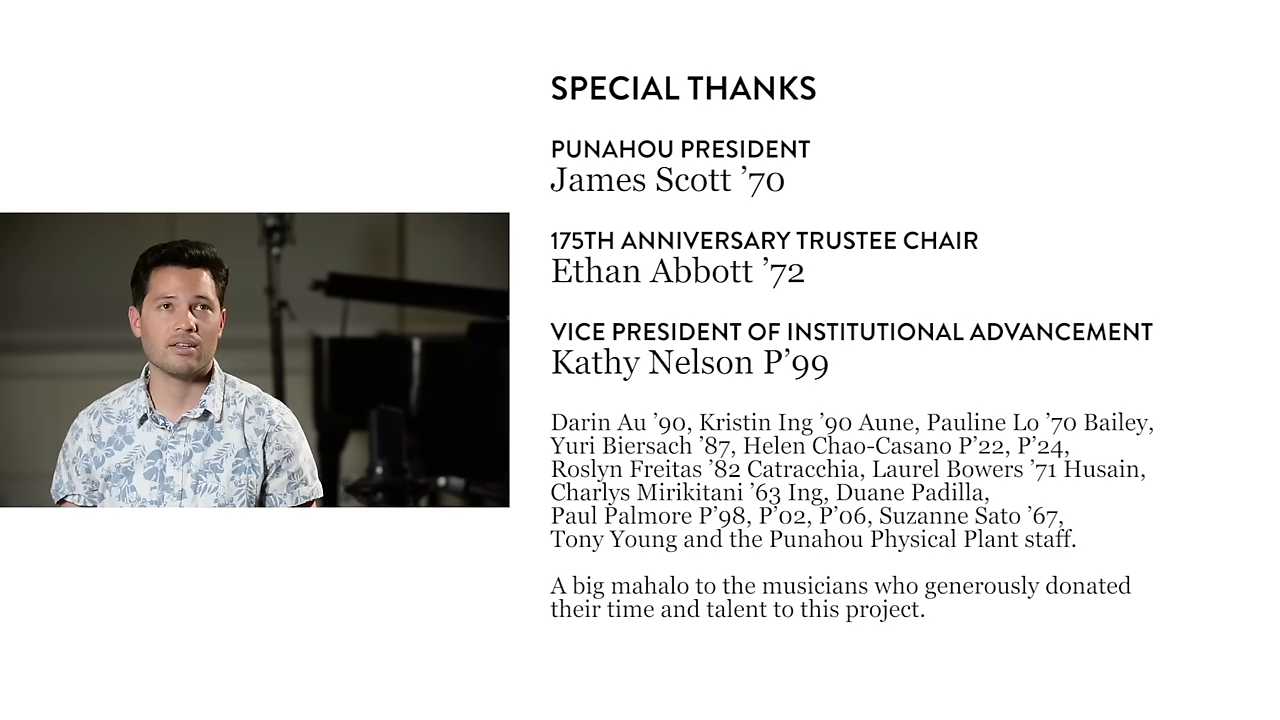 SPECIAL THANKS
PUNAHOU PRESIDENT
James Scott ’70
175TH ANNIVERSARY TRUSTEE CHAIR
Ethan Abbott ’72
VICE PRESIDENT OF INSTITUTIONAL ADVANCEMENT
Kathy Nelson P’99
Darin Au ’90, Kristin Ing ’90 Aune, Pauline Lo ’70 Bailey,
Yuri Biersach ’87, Helen Chao-Casano P’22, P’24,
Roslyn Freitas ’82 Catracchia, Laurel Bowers ’71 Husain,
Charlys Mirikitani ’63 Ing, Duane Padilla,
Paul Palmore P’98, P’02, P’06, Suzanne Sato ’67,
Tony Young and the Punahou Physical Plant staff.
A big mahalo to the musicians who generously donated
their time and talent to this project.